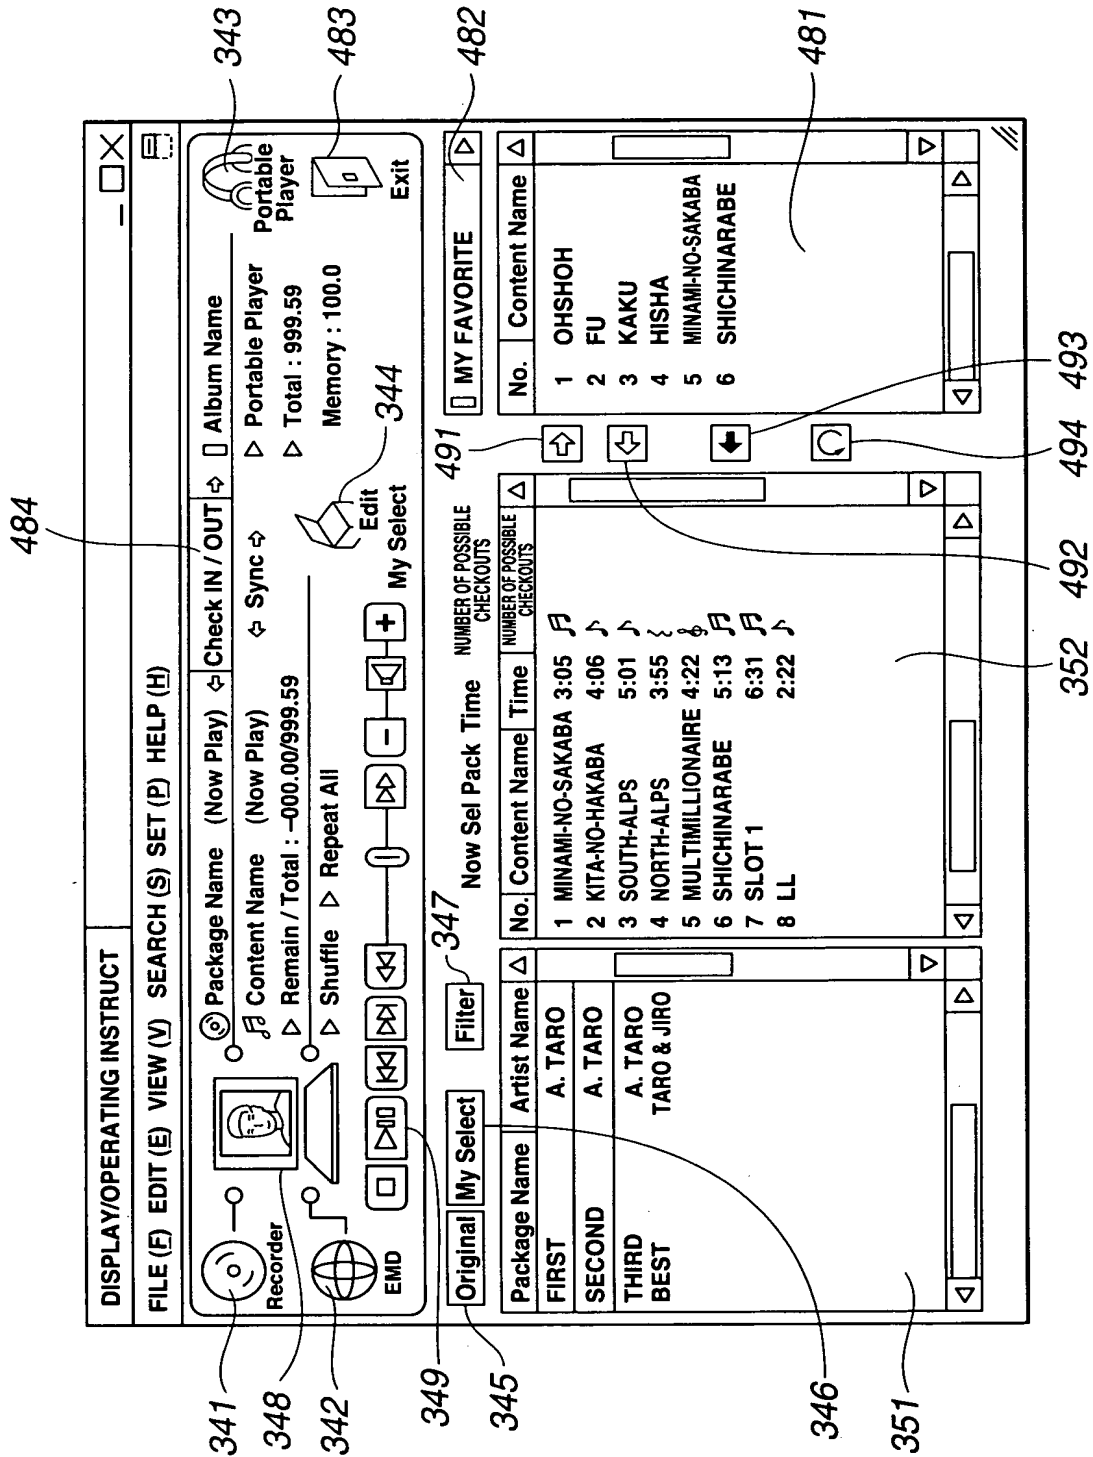 484
343
483
482
481
DISPLAY/OPERATING INSTRUCT
FILE (F) EDIT (E) VIEW (V) SEARCH (S) SET (P) HELP (H)
Recorder
EMD
Package Name (Now Play)
Check IN / OUT
Album Name
Content Name (Now Play)
Sync
Portable Player
Remain / Total : –000.00/999.59
Total : 999.59
Shuffle
Repeat All
Memory : 100.0
Portable
Player
Exit
Edit
My Select
344
Original
My Select
Filter
347
Now Sel Pack Time
NUMBER OF POSSIBLE
CHECKOUTS
491
MY FAVORITE
Package Name Artist Name
FIRST A. TARO
SECOND A. TARO
THIRD A. TARO
BEST TARO & JIRO
No. Content Name Time NUMBER OF POSSIBLE
CHECKOUTS
1 MINAMI-NO-SAKABA 3:05
2 KITA-NO-HAKABA 4:06
3 SOUTH-ALPS 5:01
4 NORTH-ALPS 3:55
5 MULTIMILLIONAIRE 4:22
6 SHICHINARABE 5:13
7 SLOT 1 6:31
8 LL 2:22
No. Content Name
1 OHSHOH
2 FU
3 KAKU
4 HISHA
5 MINAMI-NO-SAKABA
6 SHICHINARABE
341
348
342
349
345
346
351
352
492
494
493